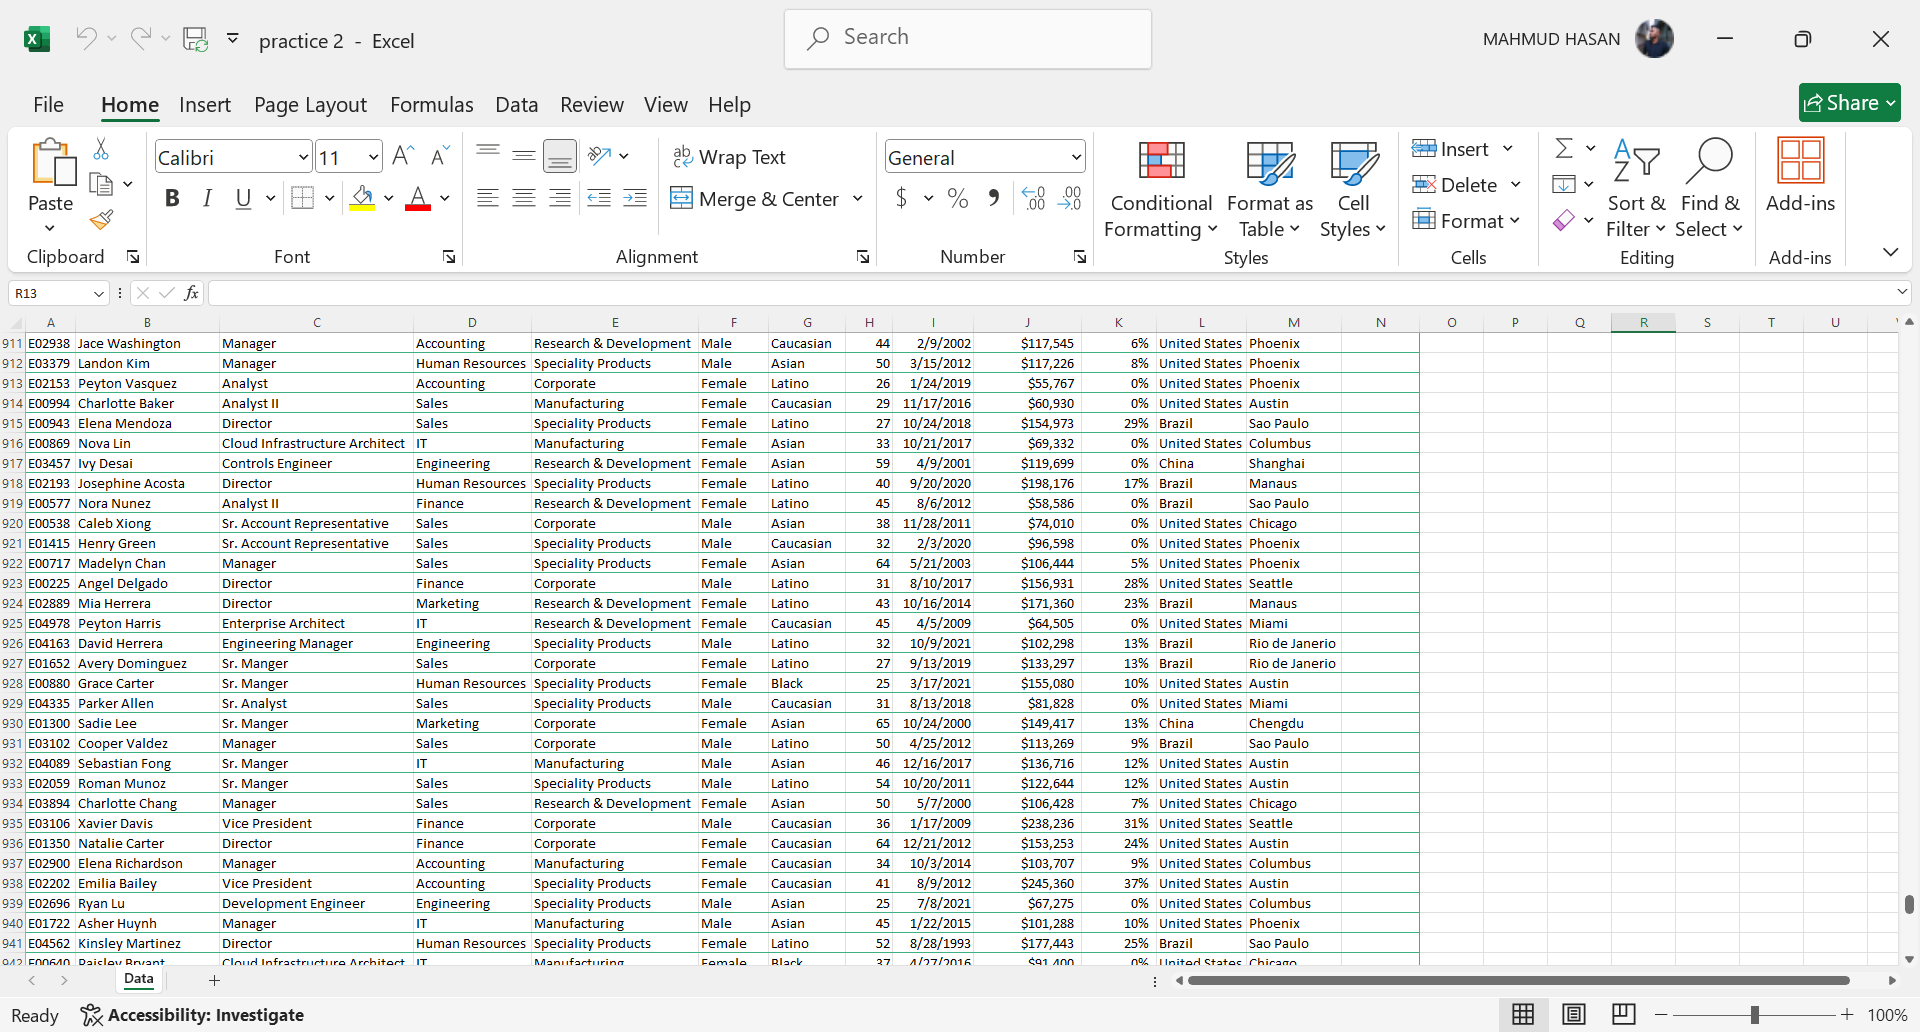 practice 2 - Excel
Search
MAHMUD HASAN
File Home Insert Page Layout Formulas Data Review View Help
Share
Paste
Clipboard
Calibri 11
B I U A
Font
Wrap Text
Merge & Center
Alignment
General
$ % 9
Number
Conditional Formatting
Format as Table
Cell Styles
Styles
Insert
Delete
Format
Cells
Sort & Filter
Find & Select
Editing
Add-ins
Add-ins
R13 fx
A B C D E F G H I J K L M N O P Q R S T U
911 E02938 Jace Washington Manager Accounting Research & Development Male Caucasian 44 2/9/2002 $117,545 6% United States Phoenix
912 E03379 Landon Kim Manager Human Resources Speciality Products Male Asian 50 3/15/2012 $117,226 8% United States Phoenix
913 E02153 Peyton Vasquez Analyst Accounting Corporate Female Latino 26 1/24/2019 $55,767 0% United States Phoenix
914 E00994 Charlotte Baker Analyst II Sales Manufacturing Female Caucasian 29 11/17/2016 $60,930 0% United States Austin
915 E00943 Elena Mendoza Director Sales Speciality Products Female Latino 27 10/24/2018 $154,973 29% Brazil Sao Paulo
916 E00869 Nova Lin Cloud Infrastructure Architect IT Manufacturing Female Asian 33 10/21/2017 $69,332 0% United States Columbus
917 E03457 Ivy Desai Controls Engineer Engineering Research & Development Female Asian 59 4/9/2001 $119,699 0% China Shanghai
918 E02193 Josephine Acosta Director Human Resources Speciality Products Female Latino 40 9/20/2020 $198,176 17% Brazil Manaus
919 E00577 Nora Nunez Analyst II Finance Research & Development Female Latino 45 8/6/2012 $58,586 0% Brazil Sao Paulo
920 E00538 Caleb Xiong Sr. Account Representative Sales Corporate Male Asian 38 11/28/2011 $74,010 0% United States Chicago
921 E01415 Henry Green Sr. Account Representative Sales Speciality Products Male Caucasian 32 2/3/2020 $96,598 0% United States Phoenix
922 E00717 Madelyn Chan Manager Sales Speciality Products Female Asian 64 5/21/2003 $106,444 5% United States Phoenix
923 E00225 Angel Delgado Director Finance Corporate Male Latino 31 8/10/2017 $156,931 28% United States Seattle
924 E02889 Mia Herrera Director Marketing Research & Development Female Latino 43 10/16/2014 $171,360 23% Brazil Manaus
925 E04978 Peyton Harris Enterprise Architect IT Research & Development Female Caucasian 45 4/5/2009 $64,505 0% United States Miami
926 E04163 David Herrera Engineering Manager Engineering Speciality Products Male Latino 32 10/9/2021 $102,298 13% Brazil Rio de Janerio
927 E01652 Avery Dominguez Sr. Manger Sales Corporate Female Latino 27 9/13/2019 $133,297 13% Brazil Rio de Janerio
928 E00880 Grace Carter Sr. Manger Human Resources Speciality Products Female Black 25 3/17/2021 $155,080 10% United States Austin
929 E04335 Parker Allen Sr. Analyst Sales Speciality Products Male Caucasian 31 8/13/2018 $81,828 0% United States Miami
930 E01300 Sadie Lee Sr. Manger Marketing Corporate Female Asian 65 10/24/2000 $149,417 13% China Chengdu
931 E03102 Cooper Valdez Manager Sales Corporate Male Latino 50 4/25/2012 $113,269 9% Brazil Sao Paulo
932 E04089 Sebastian Fong Sr. Manger IT Manufacturing Male Asian 46 12/16/2017 $136,716 12% United States Austin
933 E02059 Roman Munoz Sr. Manger Sales Speciality Products Male Latino 54 10/20/2011 $122,644 12% United States Austin
934 E03894 Charlotte Chang Manager Sales Research & Development Female Asian 50 5/7/2000 $106,428 7% United States Chicago
935 E03106 Xavier Davis Vice President Finance Corporate Male Caucasian 36 1/17/2009 $238,236 31% United States Seattle
936 E01350 Natalie Carter Director Finance Corporate Female Caucasian 64 12/21/2012 $153,253 24% United States Austin
937 E02900 Elena Richardson Manager Accounting Manufacturing Female Caucasian 34 10/3/2014 $103,707 9% United States Columbus
938 E02202 Emilia Bailey Vice President Accounting Speciality Products Female Caucasian 41 8/9/2012 $245,360 37% United States Austin
939 E02696 Ryan Lu Development Engineer Engineering Speciality Products Male Asian 25 7/8/2021 $67,275 0% United States Columbus
940 E01722 Asher Huynh Manager IT Manufacturing Male Asian 45 1/22/2015 $101,288 10% United States Phoenix
941 E04562 Kinsley Martinez Director Human Resources Speciality Products Female Latino 52 8/28/1993 $177,443 25% Brazil Sao Paulo
942 E00640 Paisley Bryant Cloud Infrastructure Architect IT Manufacturing Female Black 37 4/27/2016 $91,400 0% United States Chicago
Data
Ready Accessibility: Investigate 100%